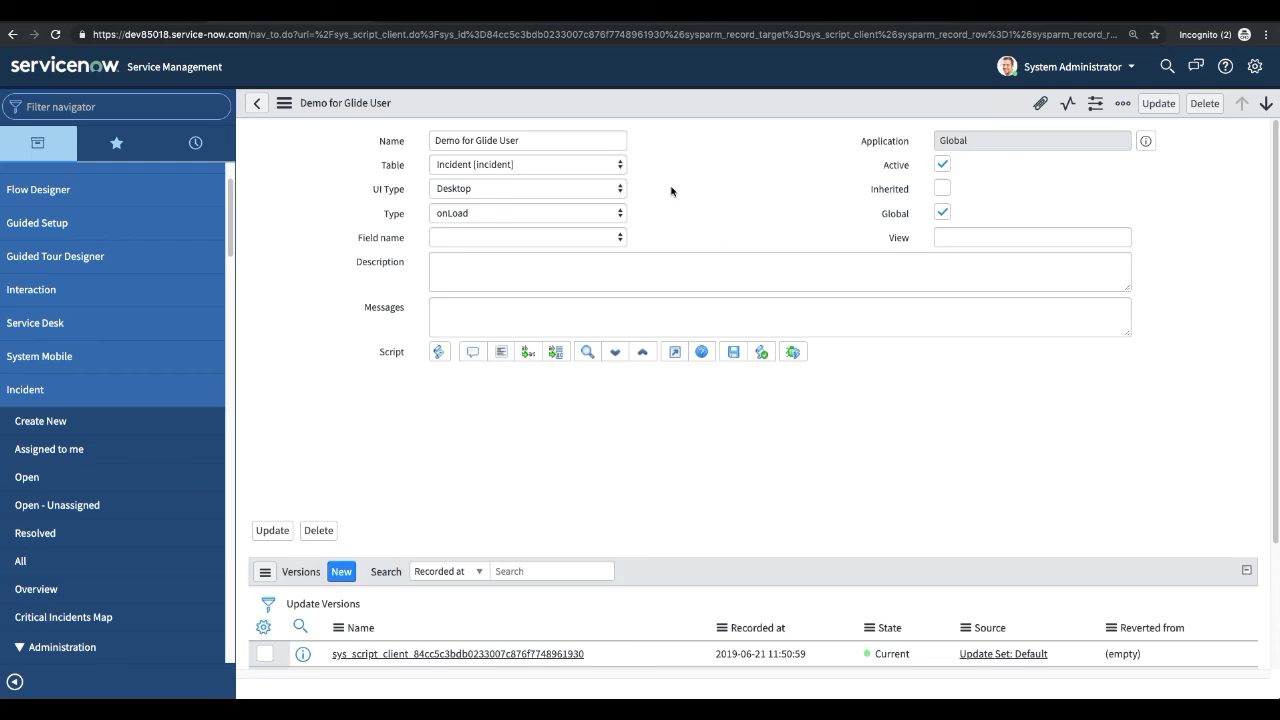 https://dev85018.service-now.com/nav_to.do?uri=%2Fsys_script_client.do%3Fsys_id%3D84cc5c3bdb0233007c876f7748961930%26sysparm_record_target%3Dsys_script_client%26sysparm_record_row%3D1%26sysparm_record_r...
Incognito (2)
servicenow Service Management
System Administrator
Filter navigator
Demo for Glide User
Update
Delete
Flow Designer
Guided Setup
Guided Tour Designer
Interaction
Service Desk
System Mobile
Incident
Create New
Assigned to me
Open
Open - Unassigned
Resolved
All
Overview
Critical Incidents Map
Administration
Name Demo for Glide User
Application Global
Table Incident [incident]
Active
UI Type Desktop
Inherited
Type onLoad
Global
Field name
View
Description
Messages
Script
Update Delete
Versions New Search Recorded at Search
Update Versions
Name Recorded at State Source Reverted from
sys_script_client_84cc5c3bdb0233007c876f7748961930 2019-06-21 11:50:59 Current Update Set: Default (empty)